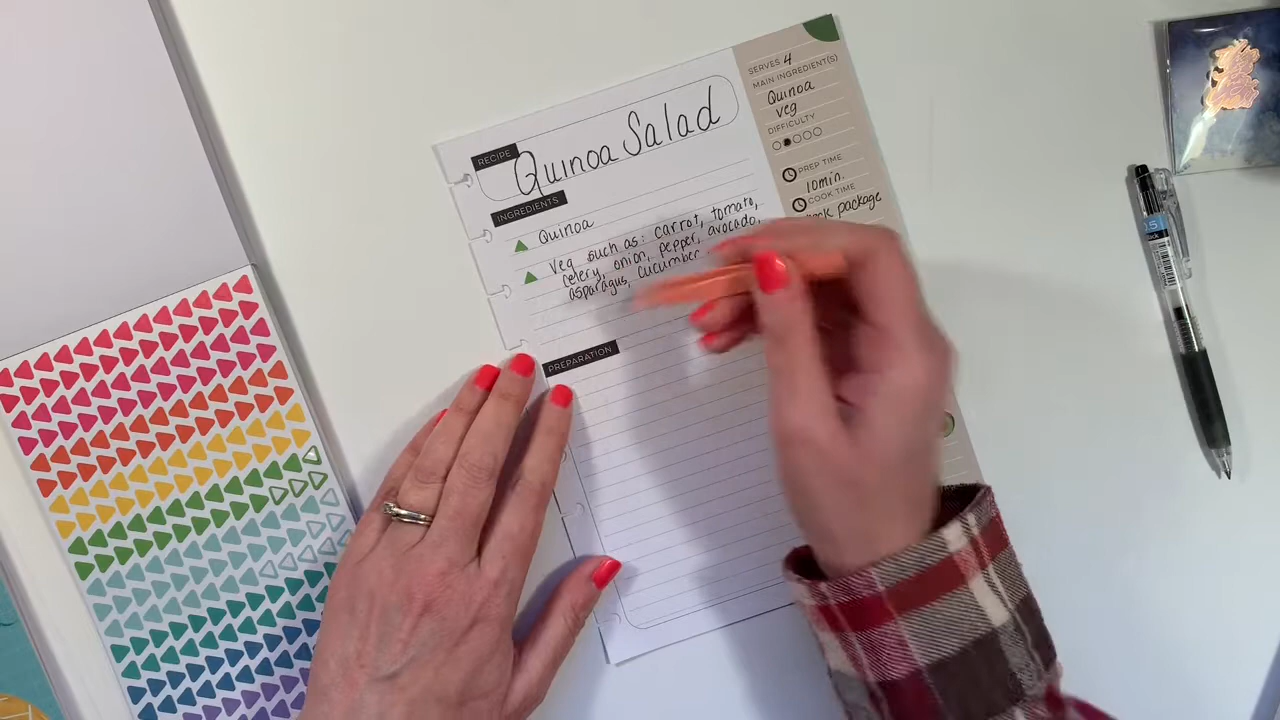 RECIPE
Quinoa Salad
INGREDIENTS
Quinoa
Veg such as: carrot, tomato,
celery, onion, pepper, avocado,
asparagus, cucumber
PREPARATION
SERVES 4
MAIN INGREDIENT(S)
Quinoa
veg
DIFFICULTY
PREP TIME
10min.
COOK TIME
package